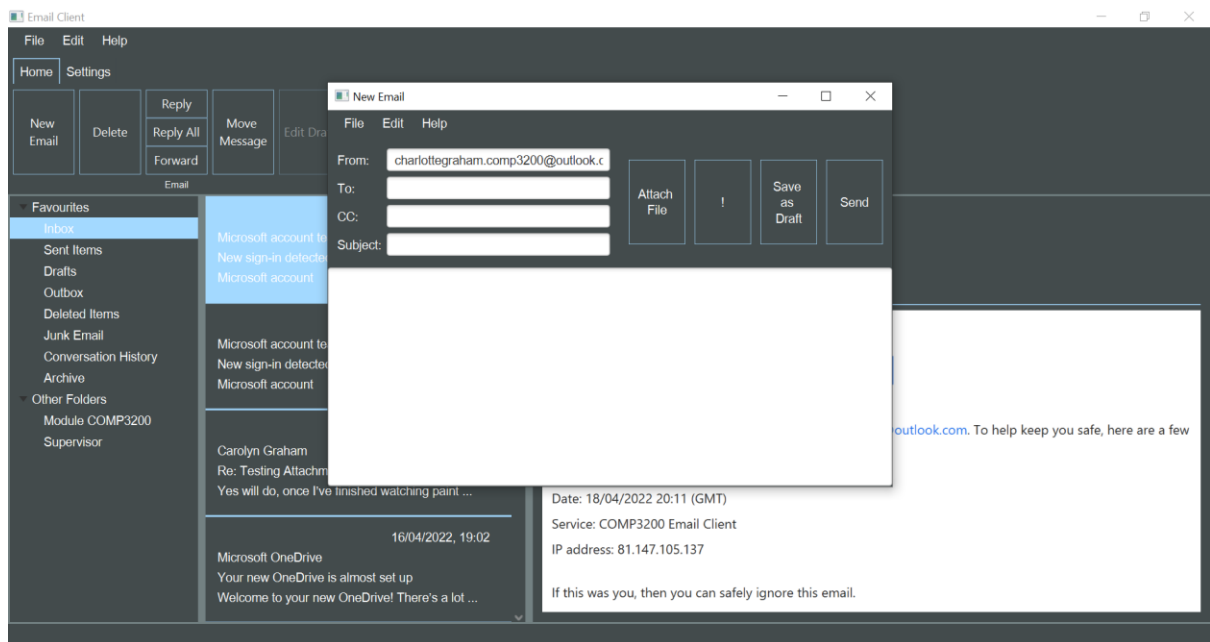 Email Client
File Edit Help
Home Settings
New Email
Delete
Reply
Reply All
Forward
Move Message
Edit Dra
Email
Favourites
Inbox
Sent Items
Drafts
Outbox
Deleted Items
Junk Email
Conversation History
Archive
Other Folders
Module COMP3200
Supervisor
Microsoft account te
New sign-in detected
Microsoft account
Microsoft account te
New sign-in detected
Microsoft account
Carolyn Graham
Re: Testing Attachm
Yes will do, once I've finished watching paint ...
16/04/2022, 19:02
Microsoft OneDrive
Your new OneDrive is almost set up
Welcome to your new OneDrive! There's a lot ...
New Email
File Edit Help
From: charlottegraham.comp3200@outlook.c
To:
CC:
Subject:
Attach File
!
Save as Draft
Send
outlook.com. To help keep you safe, here are a few
Date: 18/04/2022 20:11 (GMT)
Service: COMP3200 Email Client
IP address: 81.147.105.137
If this was you, then you can safely ignore this email.